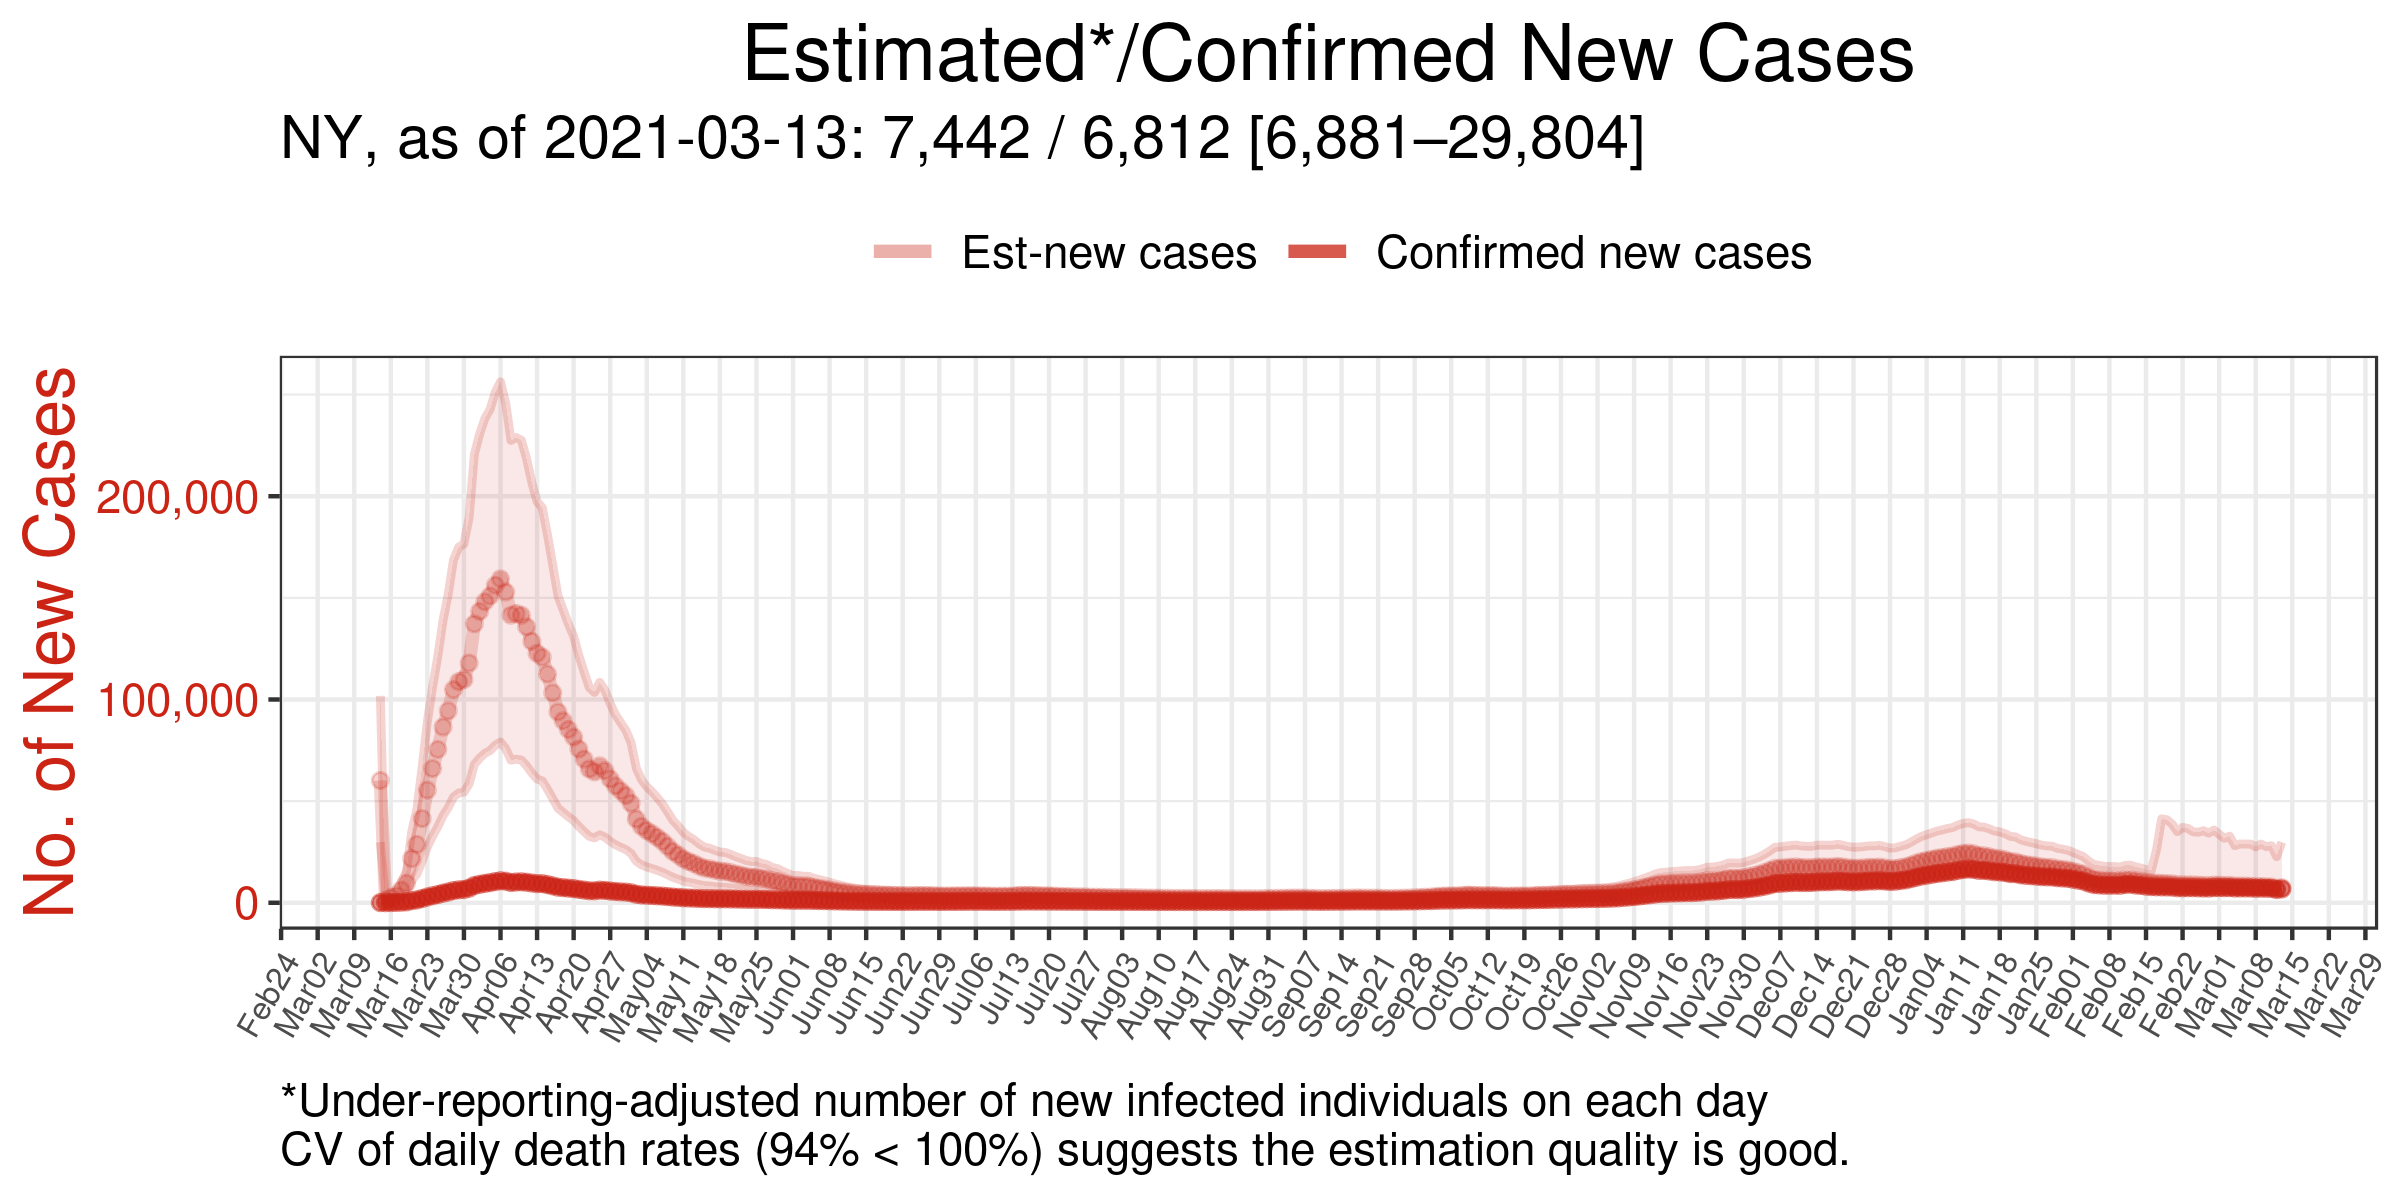 Estimated*/Confirmed New Cases
NY, as of 2021-03-13: 7,442 / 6,812 [6,881–29,804]
Est-new cases
Confirmed new cases
No. of New Cases
200,000
100,000
0
Feb24
Mar02
Mar09
Mar16
Mar23
Mar30
Apr06
Apr13
Apr20
Apr27
May04
May11
May18
May25
Jun01
Jun08
Jun15
Jun22
Jun29
Jul06
Jul13
Jul20
Jul27
Aug03
Aug10
Aug17
Aug24
Aug31
Sep07
Sep14
Sep21
Sep28
Oct05
Oct12
Oct19
Oct26
Nov02
Nov09
Nov16
Nov23
Nov30
Dec07
Dec14
Dec21
Dec28
Jan04
Jan11
Jan18
Jan25
Feb01
Feb08
Feb15
Feb22
Mar01
Mar08
Mar15
Mar22
Mar29
*Under-reporting-adjusted number of new infected individuals on each day
CV of daily death rates (94% < 100%) suggests the estimation quality is good.